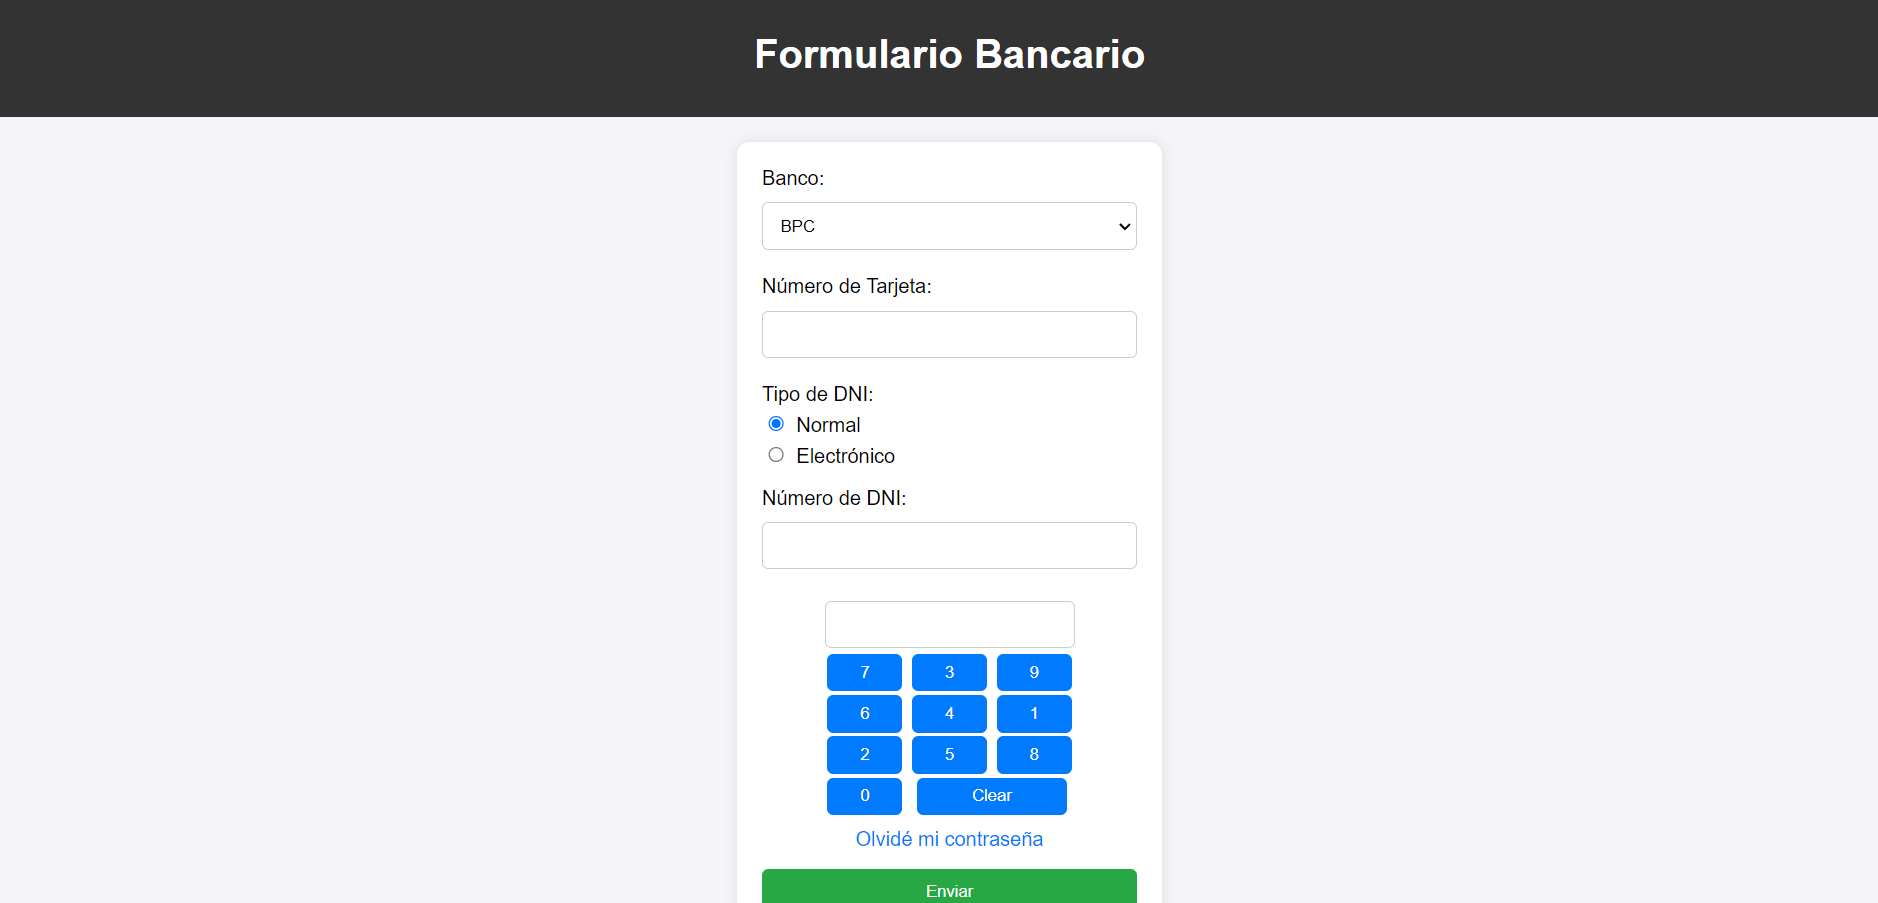 Formulario Bancario
Banco:
BPC
Número de Tarjeta:
Tipo de DNI:
Normal
Electrónico
Número de DNI:
7 3 9
6 4 1
2 5 8
0 Clear
Olvidé mi contraseña
Enviar